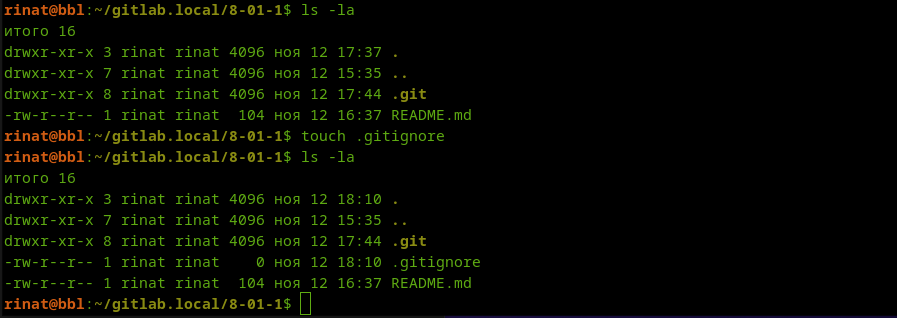 rinat@bbl:~/gitlab.local/8-01-1$ ls -la
итого 16
drwxr-xr-x 3 rinat rinat 4096 ноя 12 17:37 .
drwxr-xr-x 7 rinat rinat 4096 ноя 12 15:35 ..
drwxr-xr-x 8 rinat rinat 4096 ноя 12 17:44 .git
-rw-r--r-- 1 rinat rinat  104 ноя 12 16:37 README.md
rinat@bbl:~/gitlab.local/8-01-1$ touch .gitignore
rinat@bbl:~/gitlab.local/8-01-1$ ls -la
итого 16
drwxr-xr-x 3 rinat rinat 4096 ноя 12 18:10 .
drwxr-xr-x 7 rinat rinat 4096 ноя 12 15:35 ..
drwxr-xr-x 8 rinat rinat 4096 ноя 12 17:44 .git
-rw-r--r-- 1 rinat rinat    0 ноя 12 18:10 .gitignore
-rw-r--r-- 1 rinat rinat  104 ноя 12 16:37 README.md
rinat@bbl:~/gitlab.local/8-01-1$